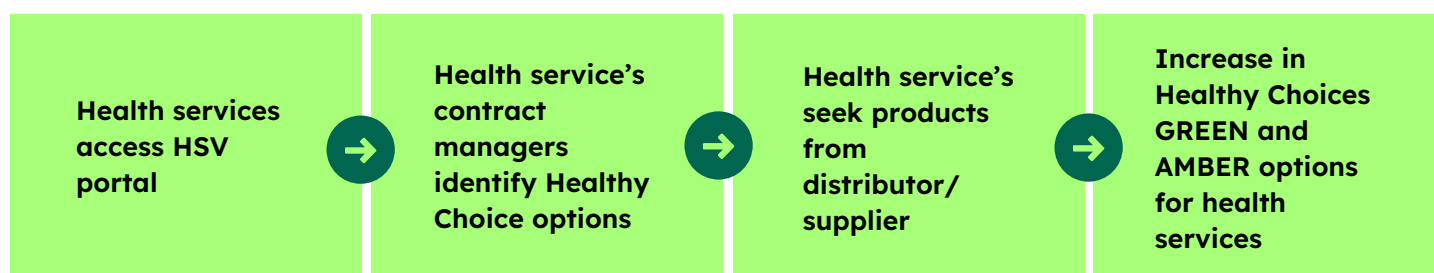 Health services
access HSV
portal
Health service’s
contract
managers
identify Healthy
Choice options
Health service’s
seek products
from
distributor/
supplier
Increase in
Healthy Choices
GREEN and
AMBER options
for health
services